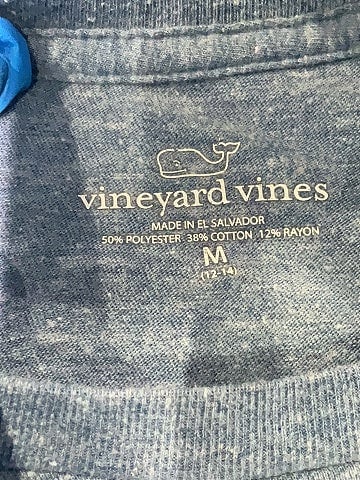 vineyard vines
MADE IN EL SALVADOR
50% POLYESTER 38% COTTON 12% RAYON
M
(12-14)